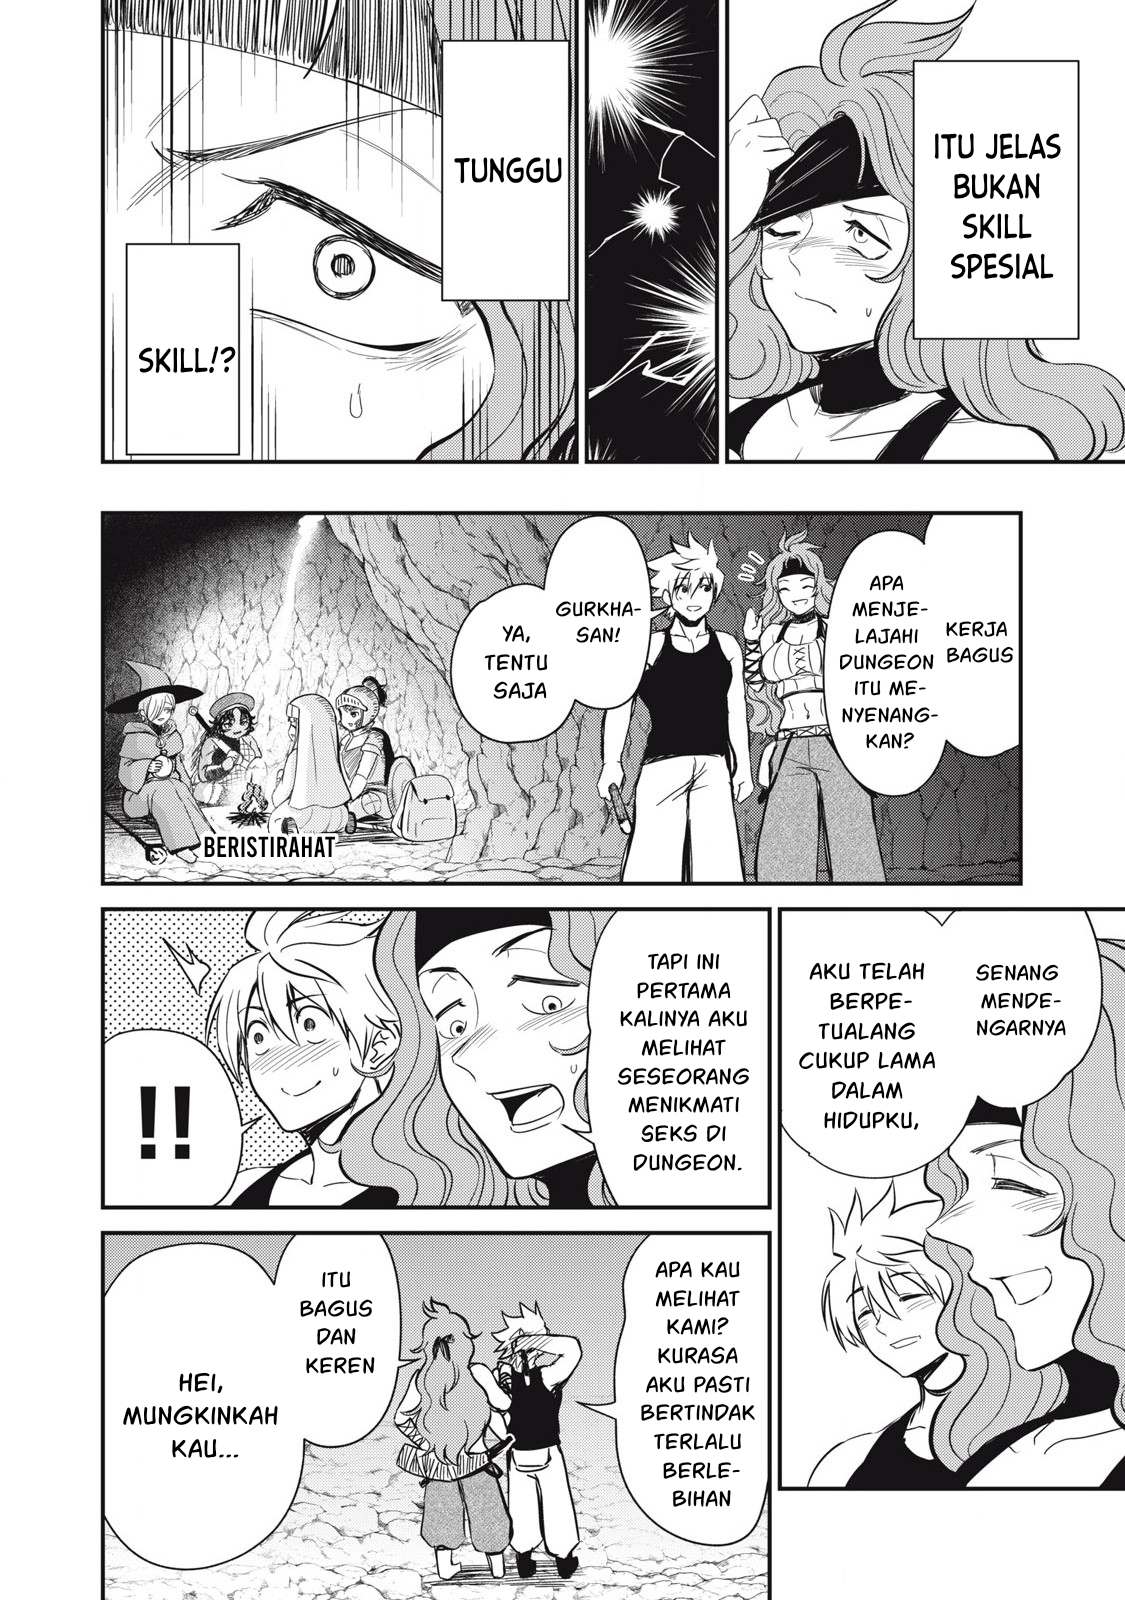 ITU JELAS
BUKAN
SKILL
SPESIAL
TUNGGU
SKILL!?
KERJA
BAGUS
APA
MENJE-
LAJAHI
DUNGEON
ITU ME-
NYENANG-
KAN?
GURKHA-
SAN!
YA,
TENTU
SAJA
BERISTIRAHAT
SENANG
MENDE-
NGARNYA
AKU TELAH
BERPE-
TUALANG
CUKUP LAMA
DALAM
HIDUPKU,
TAPI INI
PERTAMA
KALINYA AKU
MELIHAT
SESEORANG
MENIKMATI
SEKS DI
DUNGEON.
!!
APA KAU
MELIHAT
KAMI?
KURASA
AKU PASTI
BERTINDAK
TERLALU
BERLE-
BIHAN
ITU
BAGUS
DAN
KEREN
HEI,
MUNGKINKAH
KAU...